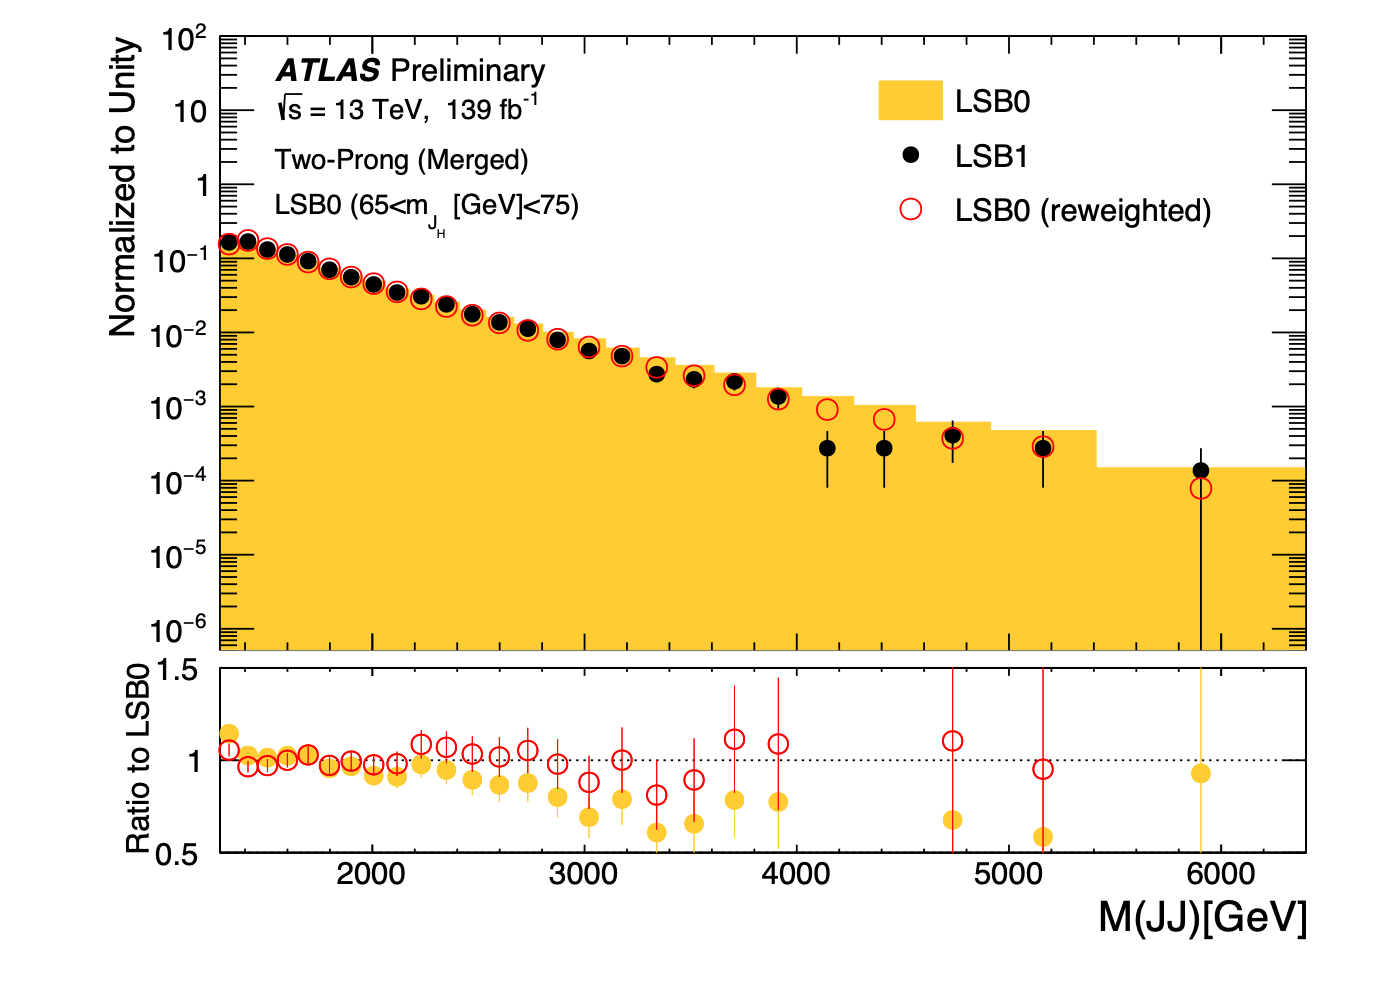 Normalized to Unity
10²
10
1
10⁻¹
10⁻²
10⁻³
10⁻⁴
10⁻⁵
10⁻⁶
ATLAS Preliminary
√s = 13 TeV, 139 fb⁻¹
Two-Prong (Merged)
LSB0 (65<m_{J_H} [GeV]<75)
LSB0
LSB1
LSB0 (reweighted)
Ratio to LSB0
1.5
1
0.5
2000 3000 4000 5000 6000
M(JJ)[GeV]